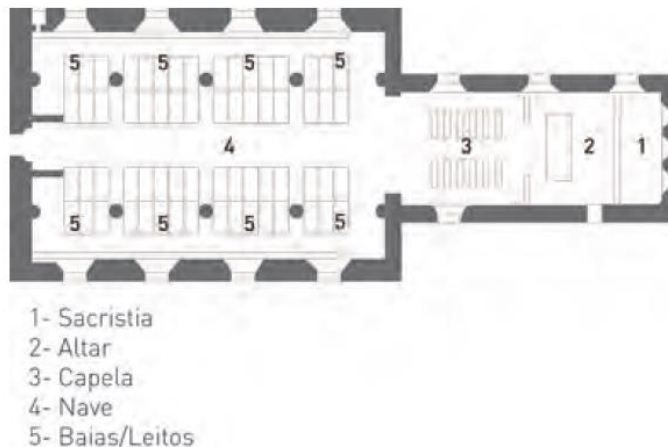 5 5 5 5
4 3 2 1
5 5 5 5
1- Sacristia
2- Altar
3- Capela
4- Nave
5- Baias/Leitos